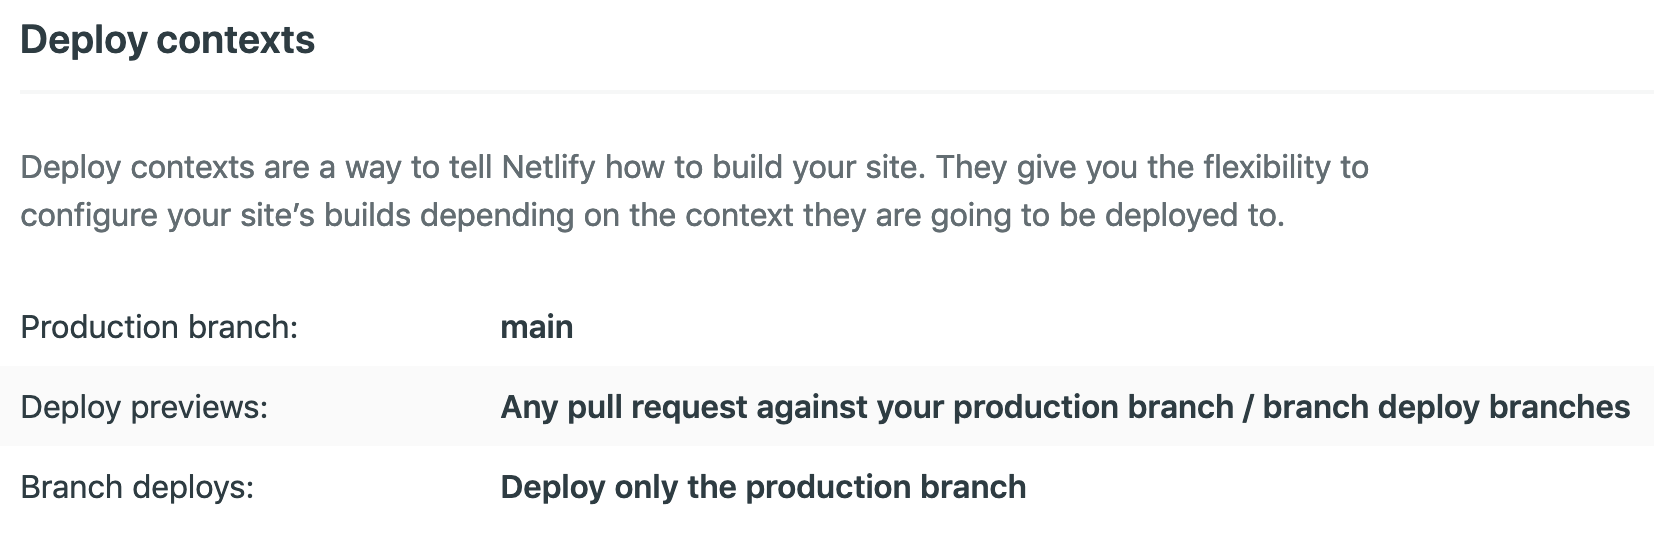 Deploy contexts
Deploy contexts are a way to tell Netlify how to build your site. They give you the flexibility to
configure your site’s builds depending on the context they are going to be deployed to.
Production branch: main
Deploy previews: Any pull request against your production branch / branch deploy branches
Branch deploys: Deploy only the production branch